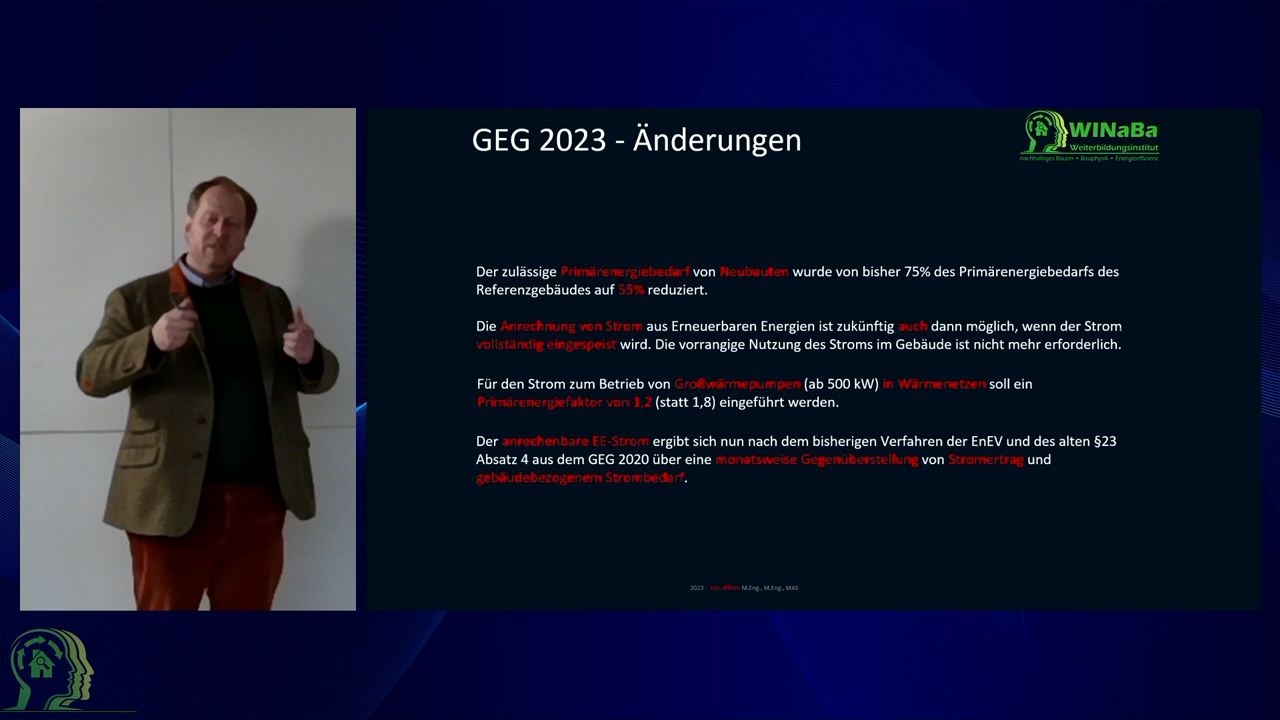 GEG 2023 - Änderungen
WINaBa
Weiterbildungsinstitut
nachhaltiges Bauen • Bauphysik • Energieeffizienz
Der zulässige Primärenergiebedarf von Neubauten wurde von bisher 75% des Primärenergiebedarfs des
Referenzgebäudes auf 55% reduziert.
Die Anrechnung von Strom aus Erneuerbaren Energien ist zukünftig auch dann möglich, wenn der Strom
vollständig eingespeist wird. Die vorrangige Nutzung des Stroms im Gebäude ist nicht mehr erforderlich.
Für den Strom zum Betrieb von Großwärmepumpen (ab 500 kW) in Wärmenetzen soll ein
Primärenergiefaktor von 1,2 (statt 1,8) eingeführt werden.
Der anrechenbare EE-Strom ergibt sich nun nach dem bisherigen Verfahren der EnEV und des alten §23
Absatz 4 aus dem GEG 2020 über eine monatsweise Gegenüberstellung von Stromertrag und
gebäudebezogenem Strombedarf.
2023 - M.Eng., M.Eng., MAS